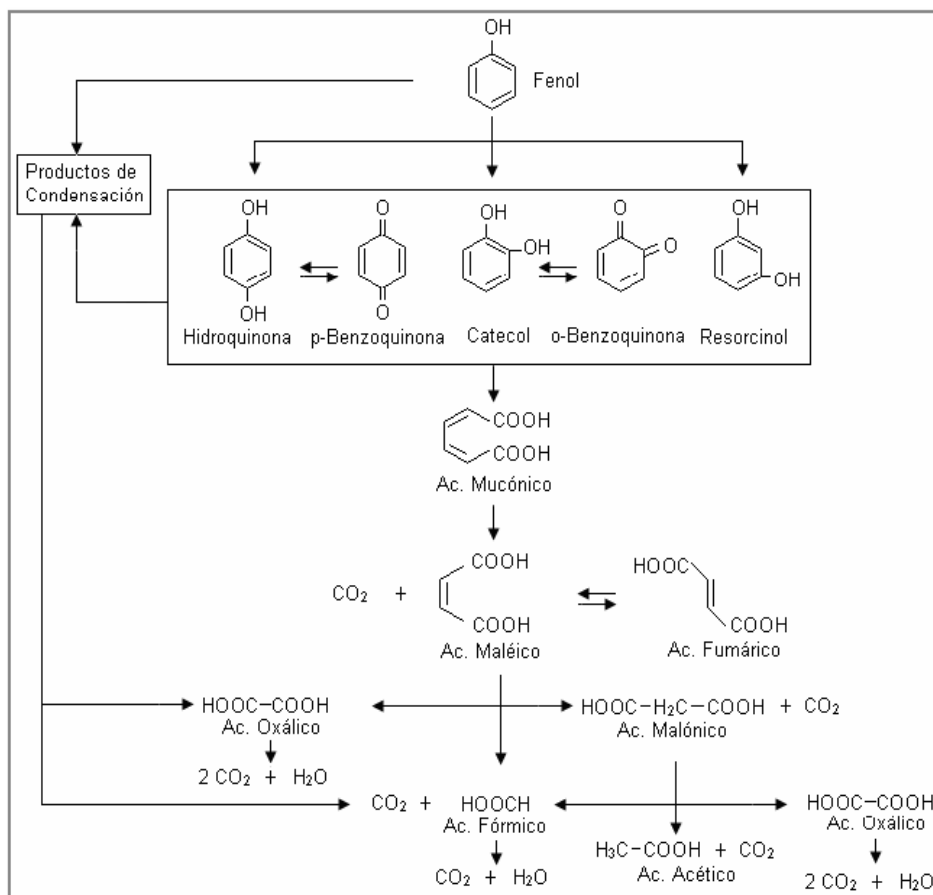 OH
Fenol
Productos de
Condensación
OH
OH
Hidroquinona
O
O
p-Benzoquinona
OH
OH
Catecol
O
O
o-Benzoquinona
OH
OH
Resorcinol
COOH
COOH
Ac. Mucónico
CO₂ +
COOH
COOH
Ac. Maléico
HOOC
COOH
Ac. Fumárico
HOOC–COOH
Ac. Oxálico
2 CO₂ + H₂O
HOOC–H₂C–COOH + CO₂
Ac. Malónico
CO₂ + HOOCH
Ac. Fórmico
CO₂ + H₂O
H₃C–COOH + CO₂
Ac. Acético
HOOC–COOH
Ac. Oxálico
2 CO₂ + H₂O